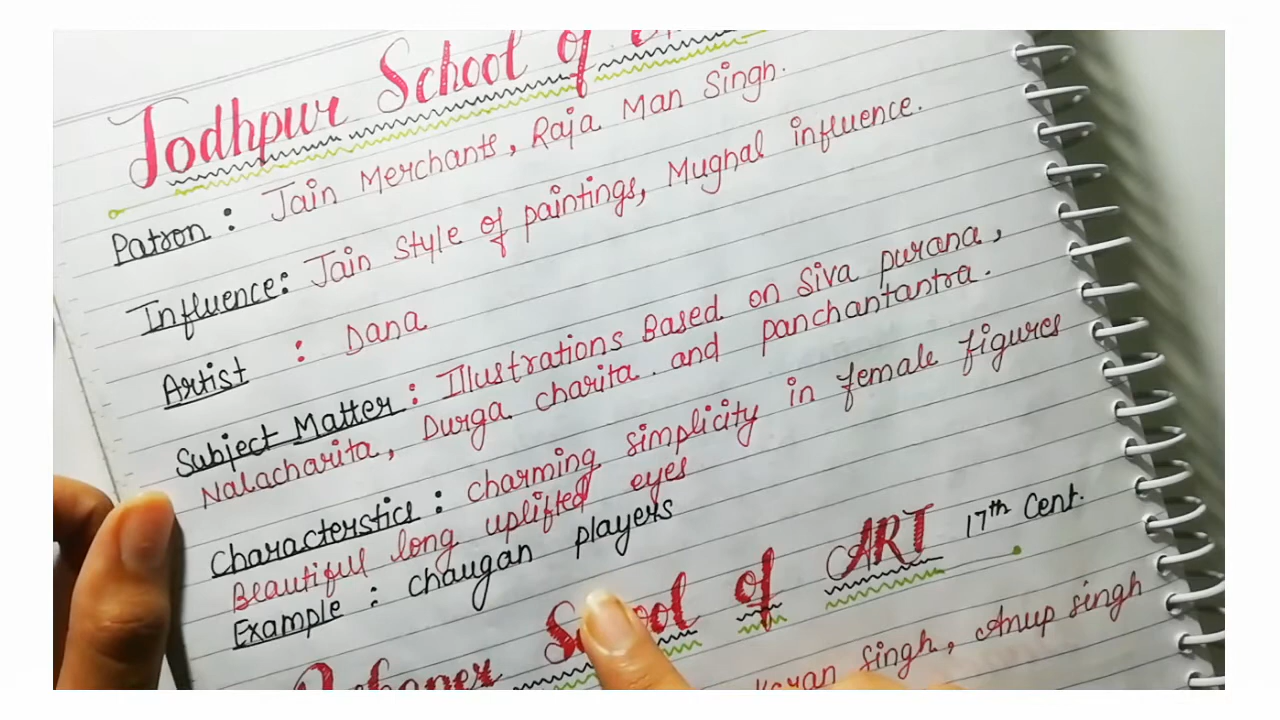 Jodhpur School of
Patron : Jain Merchants, Raja Man Singh.
Influence: Jain Style of paintings, Mughal influence.
Artist : Dana
Subject Matter : Illustrations Based on Siva purana,
Nalacharita, Durga charita and panchantantra.
Characterstics : charming simplicity in female figures
Beautiful long uplifted eyes
Example : chaugan players
School of ART 17th Cent.
Singh, Anup singh